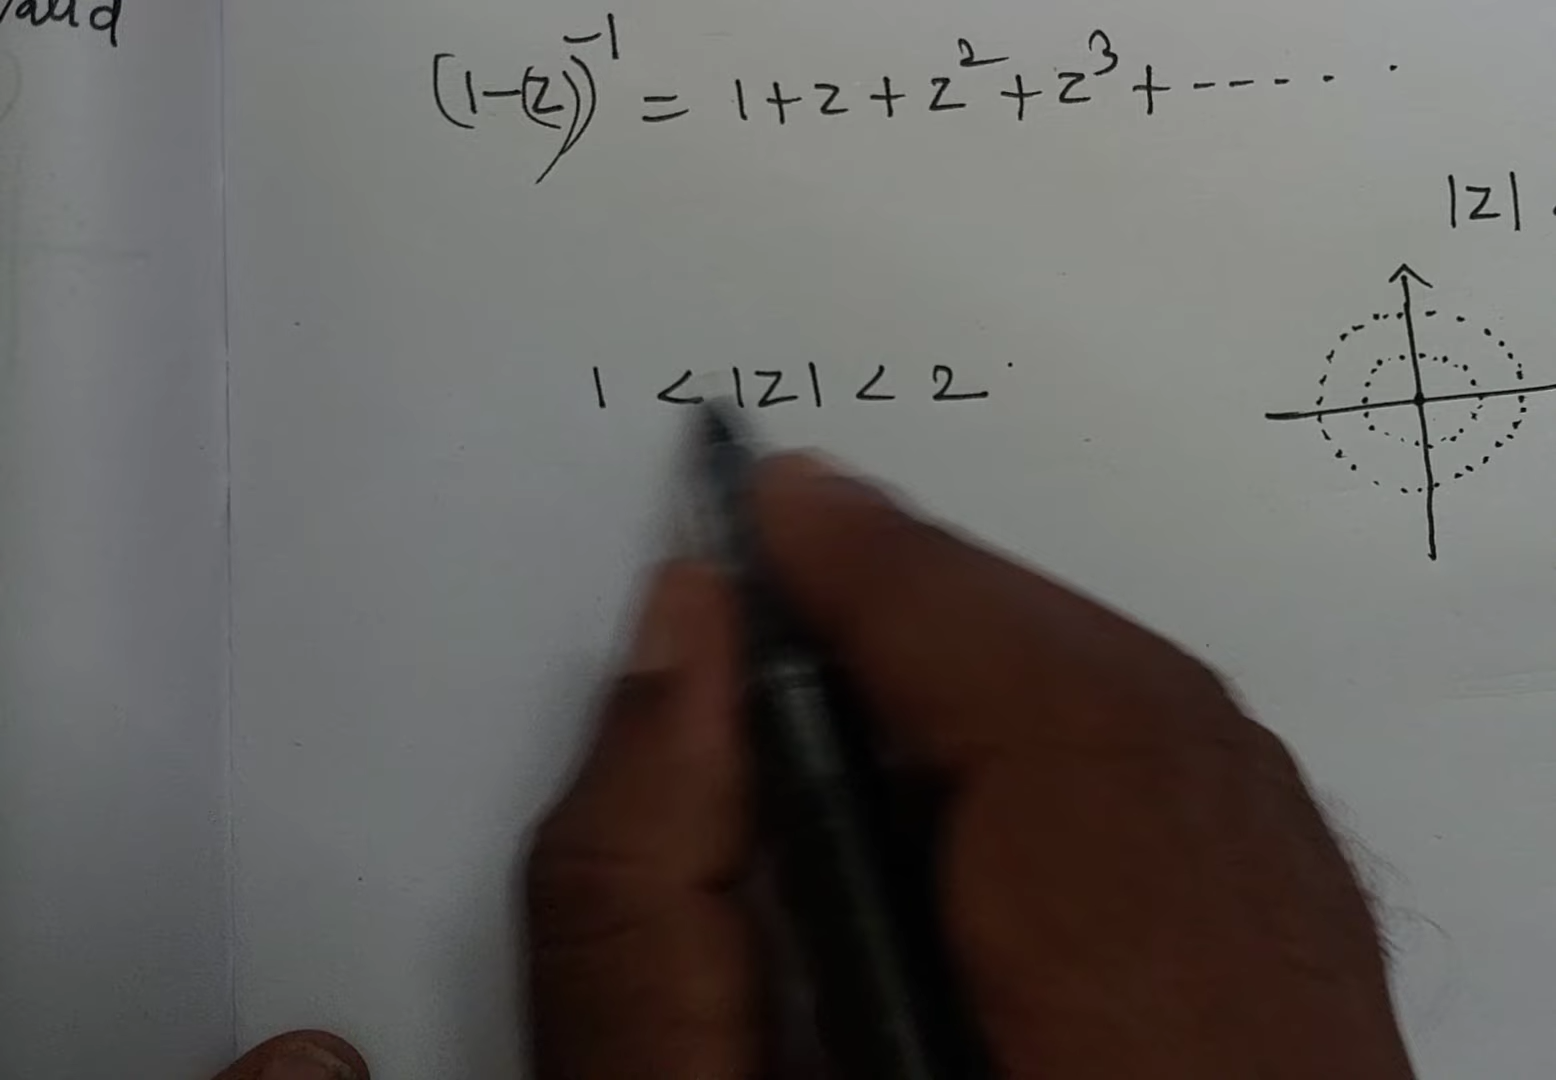 (1-(z))^-1 = 1+z+z^2+z^3+-----.
|z|
1 < |z| < 2